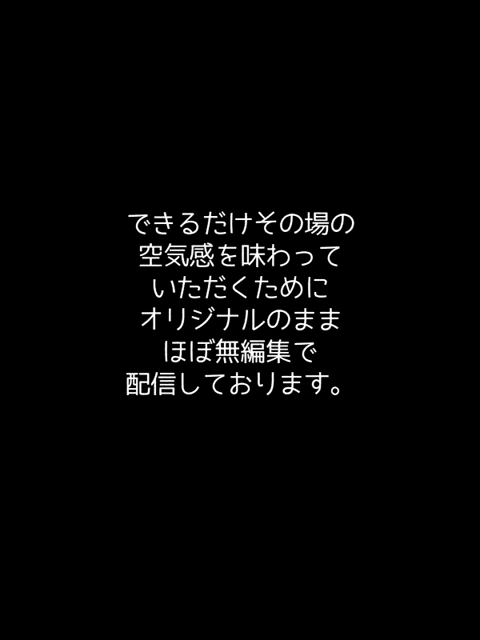 できるだけその場の
空気感を味わって
いただくために
オリジナルのまま
ほぼ無編集で
配信しております。